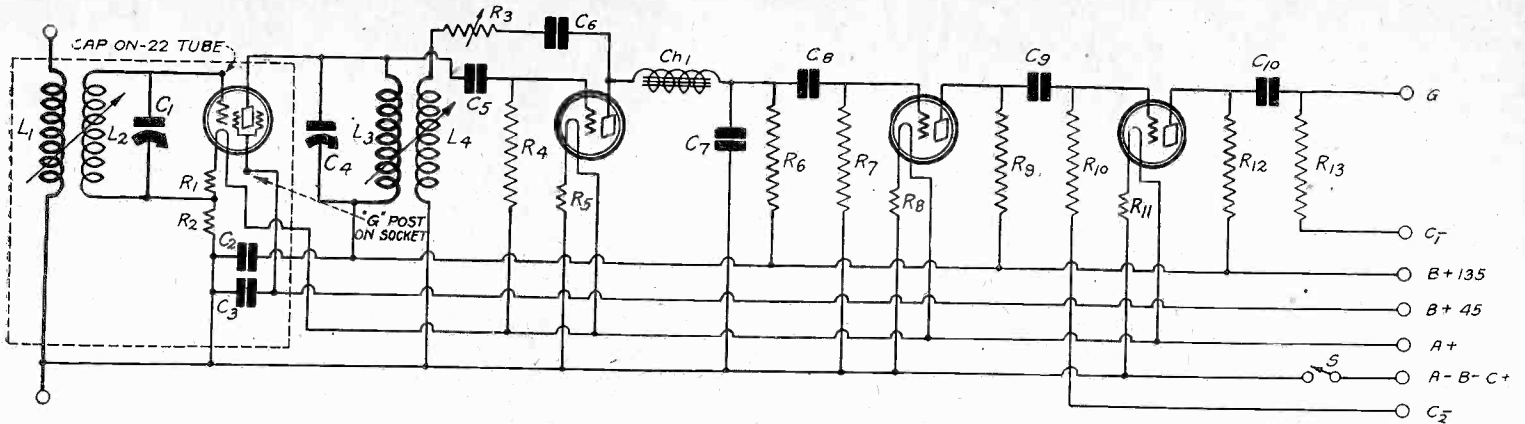 CAP ON-22 TUBE
L1
L2
C1
R1
R2
C2
C3
"G" POST
ON SOCKET
C4
L3
L4
R3
C6
C5
R4
R5
Ch1
C7
R6
C8
R7
R8
C9
R9
R10
R11
C10
R12
R13
G
C1-
B+135
B+45
A+
S
A-B-C+
C2-